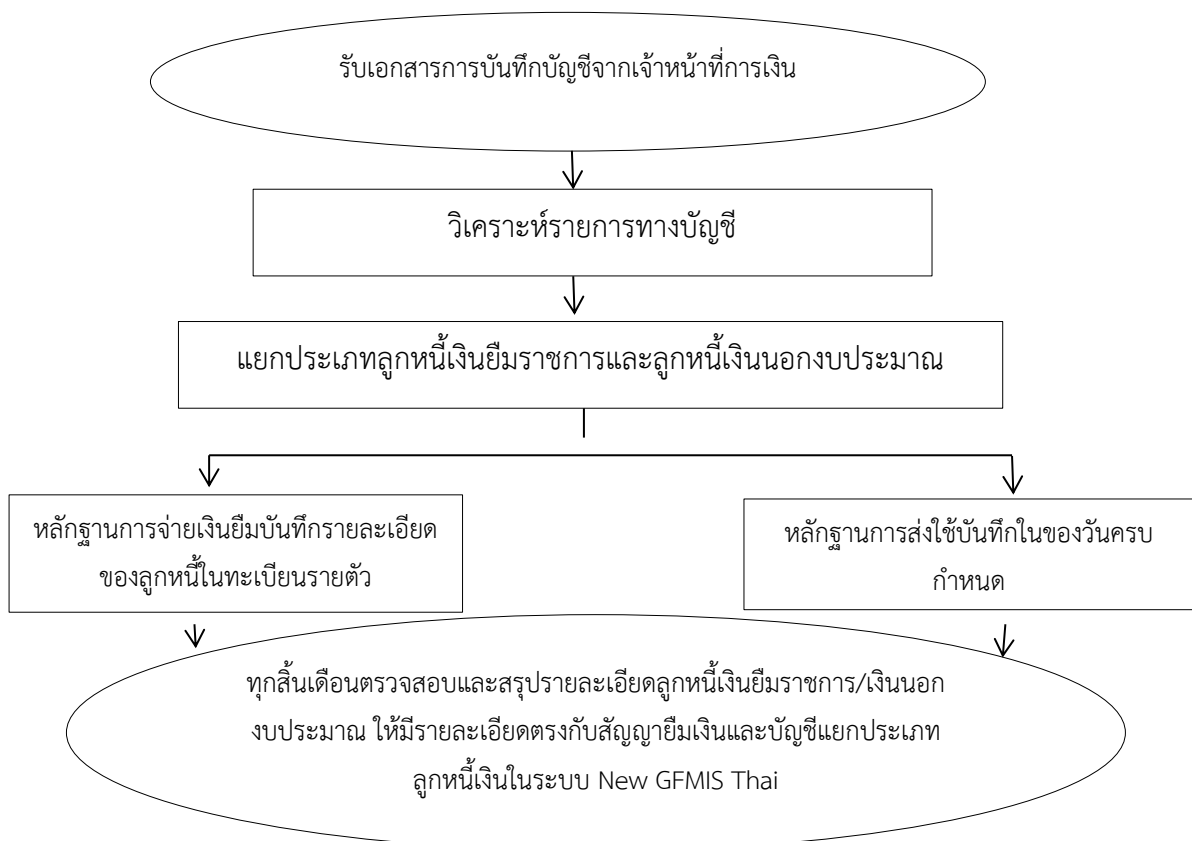 รับเอกสารการบันทึกบัญชีจากเจ้าหน้าที่การเงิน
วิเคราะห์รายการทางบัญชี
แยกประเภทลูกหนี้เงินยืมราชการและลูกหนี้เงินนอกงบประมาณ
หลักฐานการจ่ายเงินยืมบันทึกรายละเอียด
ของลูกหนี้ในทะเบียนรายตัว
หลักฐานการส่งใช้บันทึกในของวันครบ
กำหนด
ทุกสิ้นเดือนตรวจสอบและสรุปรายละเอียดลูกหนี้เงินยืมราชการ/เงินนอก
งบประมาณ ให้มีรายละเอียดตรงกับสัญญายืมเงินและบัญชีแยกประเภท
ลูกหนี้เงินในระบบ New GFMIS Thai